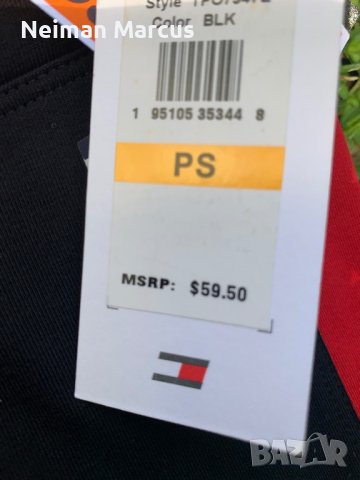 Neiman Marcus
Style
Color BLK
1 95105 35344 8
PS
MSRP: $59.50
BAZAR